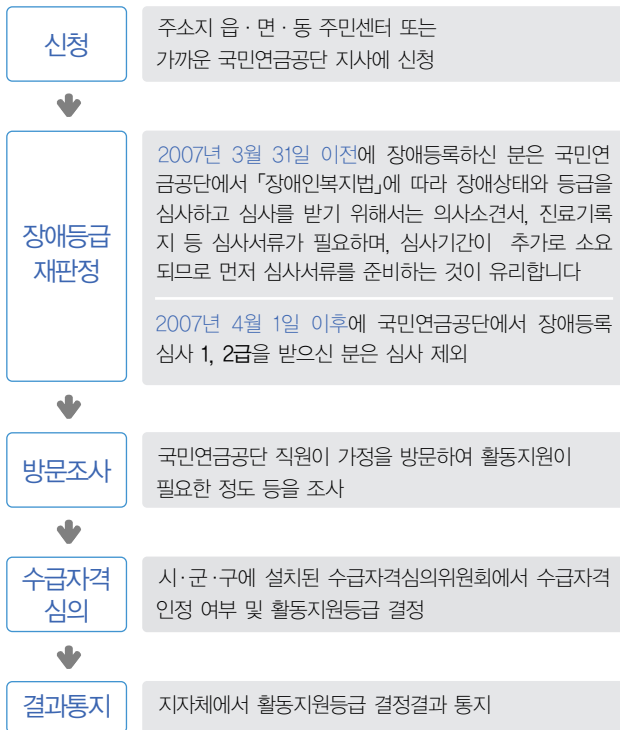 신청
주소지 읍·면·동 주민센터 또는
가까운 국민연금공단 지사에 신청
장애등급
재판정
2007년 3월 31일 이전에 장애등록하신 분은 국민연
금공단에서 「장애인복지법」에 따라 장애상태와 등급을
심사하고 심사를 받기 위해서는 의사소견서, 진료기록
지 등 심사서류가 필요하며, 심사기간이 추가로 소요
되므로 먼저 심사서류를 준비하는 것이 유리합니다
2007년 4월 1일 이후에 국민연금공단에서 장애등록
심사 1, 2급을 받으신 분은 심사 제외
방문조사
국민연금공단 직원이 가정을 방문하여 활동지원이
필요한 정도 등을 조사
수급자격
심의
시·군·구에 설치된 수급자격심의위원회에서 수급자격
인정 여부 및 활동지원등급 결정
결과통지
지자체에서 활동지원등급 결정결과 통지